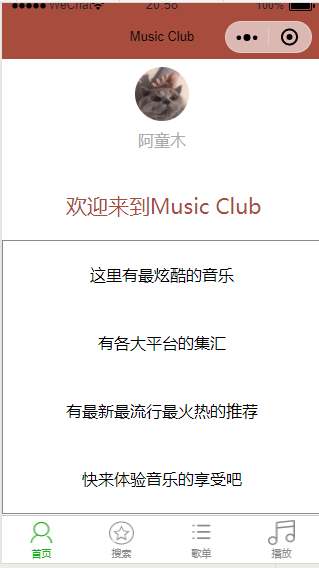 WeChat 20:58 100%
Music Club
阿童木
欢迎来到Music Club
这里有最炫酷的音乐
有各大平台的集汇
有最新最流行最火热的推荐
快来体验音乐的享受吧
首页 搜索 歌单 播放